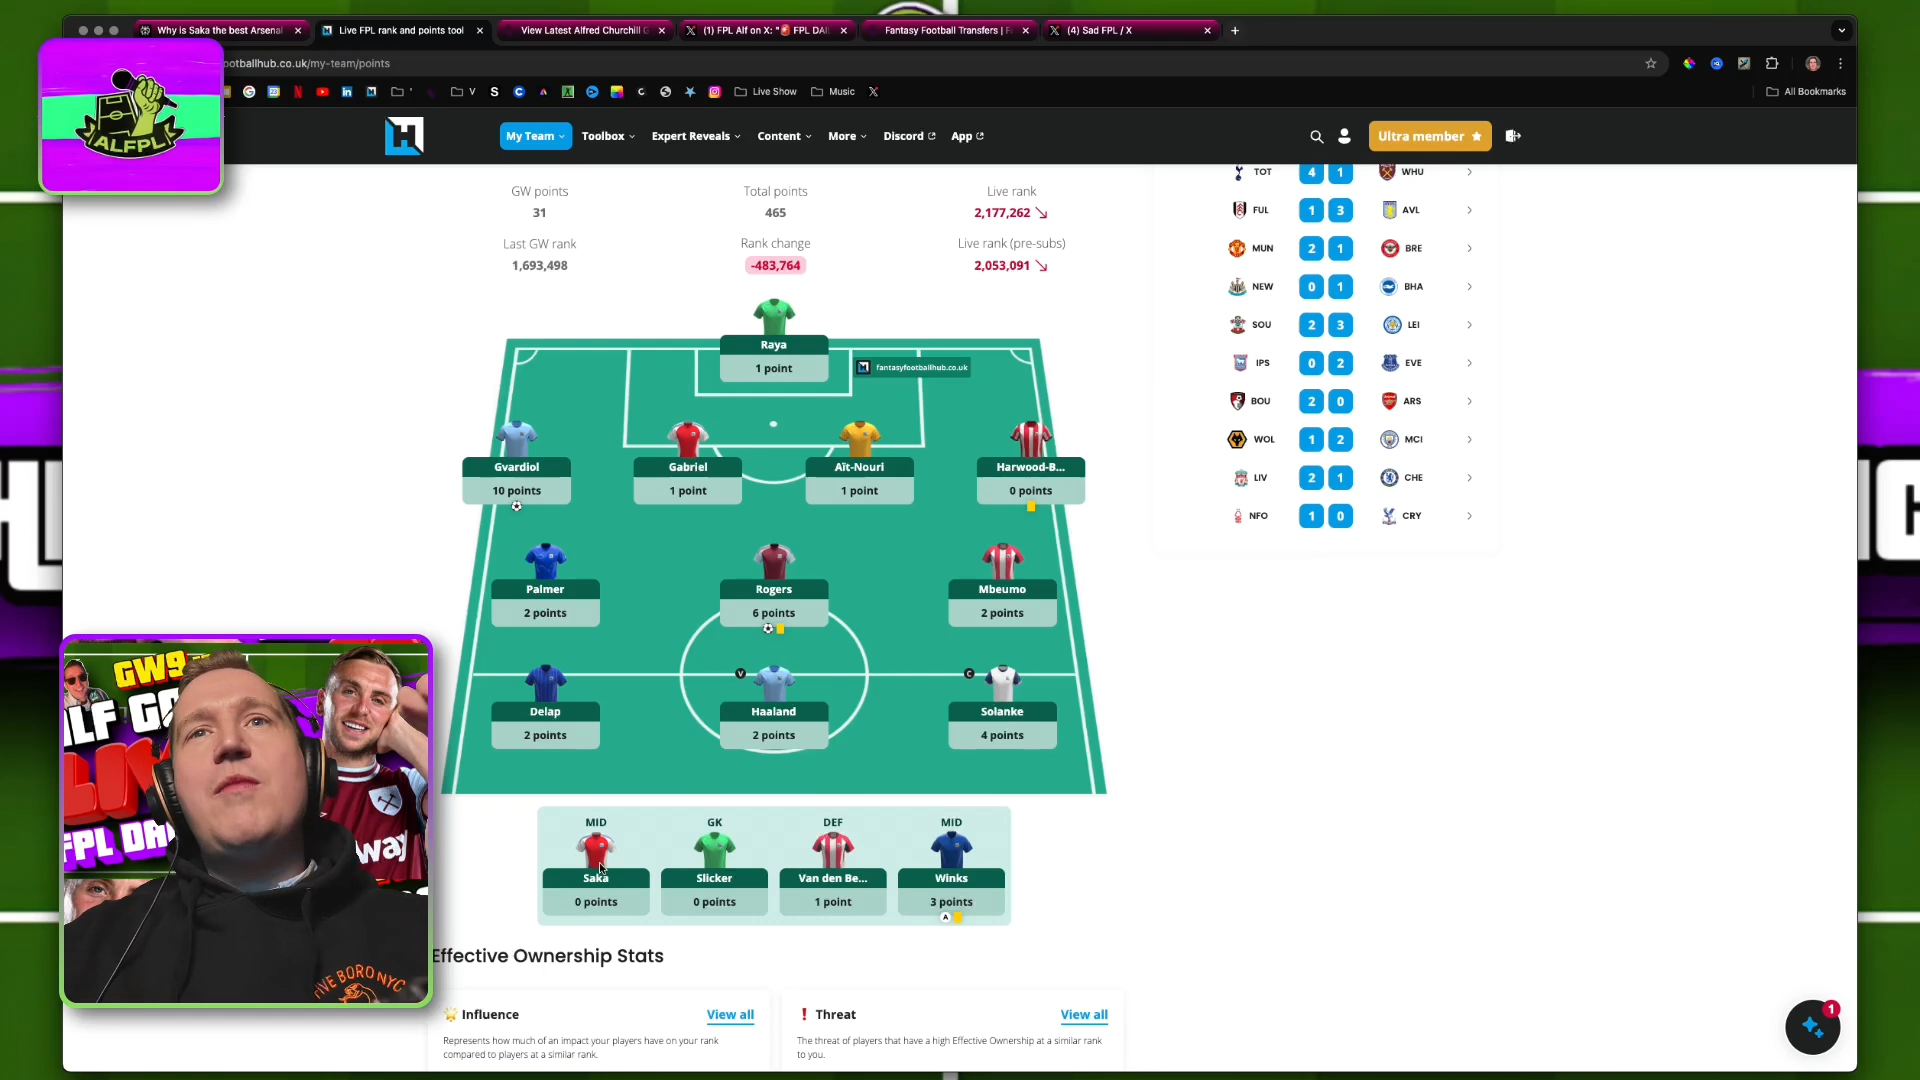 Why is Saka the best Arsenal
Live FPL rank and points tool
View Latest Alfred Churchill G
(1) FPL Alf on X: "🚨 FPL DAI
Fantasy Football Transfers | F
(4) Sad FPL / X
ootballhub.co.uk/my-team/points
Live Show
Music
All Bookmarks
ALFPL
My Team
Toolbox
Expert Reveals
Content
More
Discord
App
Ultra member
GW points
31
Total points
465
Live rank
2,177,262
Last GW rank
1,693,498
Rank change
-483,764
Live rank (pre-subs)
2,053,091
TOT 4 1 WHU
FUL 1 3 AVL
MUN 2 1 BRE
NEW 0 1 BHA
SOU 2 3 LEI
IPS 0 2 EVE
BOU 2 0 ARS
WOL 1 2 MCI
LIV 2 1 CHE
NFO 1 0 CRY
Raya
1 point
fantasyfootballhub.co.uk
Gvardiol
10 points
Gabriel
1 point
Aït-Nouri
1 point
Harwood-B...
0 points
Palmer
2 points
Rogers
6 points
Mbeumo
2 points
Delap
2 points
V
Haaland
2 points
C
Solanke
4 points
MID
Saka
0 points
GK
Slicker
0 points
DEF
Van den Be...
1 point
MID
Winks
3 points
A
Effective Ownership Stats
Influence
View all
Represents how much of an impact your players have on your rank
compared to players at a similar rank.
Threat
View all
The threat of players that have a high Effective Ownership at a similar rank
to you.
1
GW9
FIVE BORO NYC